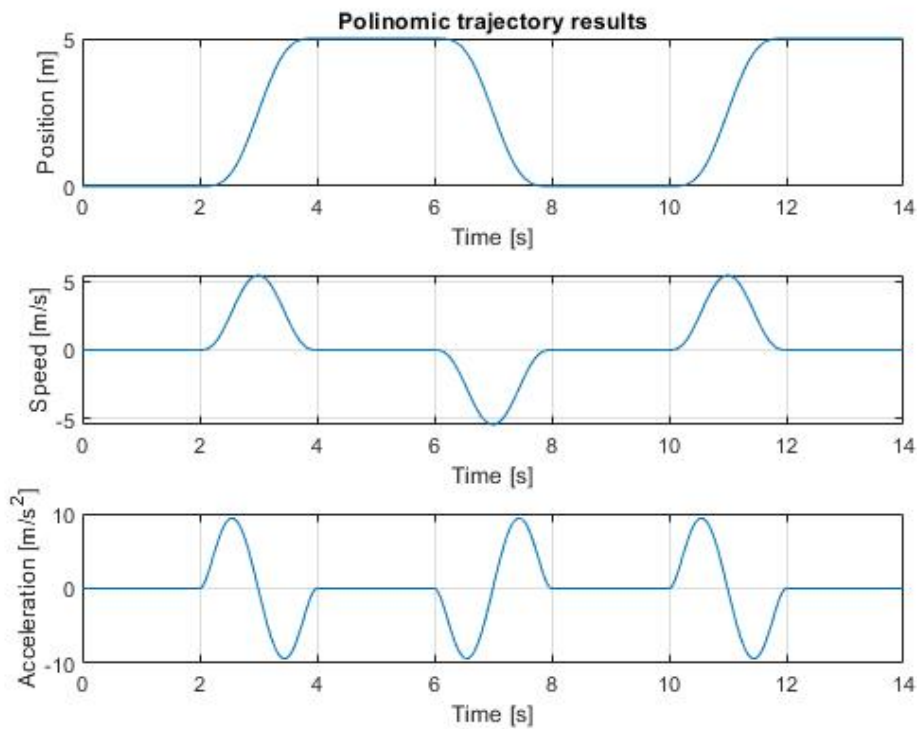 Polinomic trajectory results
5
Position [m]
0
0 2 4 6 8 10 12 14
Time [s]
5
Speed [m/s]
0
-5
0 2 4 6 8 10 12 14
Time [s]
10
Acceleration [m/s²]
0
-10
0 2 4 6 8 10 12 14
Time [s]